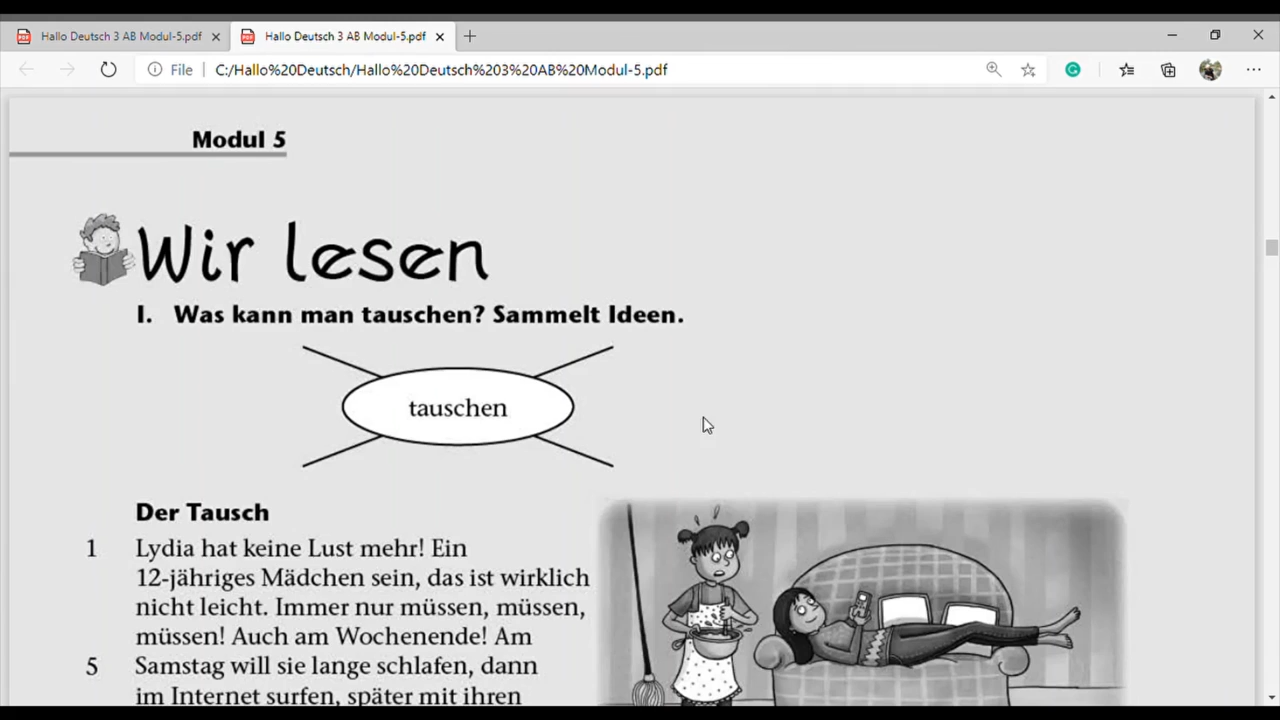 Hallo Deutsch 3 AB Modul-5.pdf
Hallo Deutsch 3 AB Modul-5.pdf
File
C:/Hallo%20Deutsch/Hallo%20Deutsch%203%20AB%20Modul-5.pdf
Modul 5
Wir lesen
I. Was kann man tauschen? Sammelt Ideen.
tauschen
Der Tausch
1 Lydia hat keine Lust mehr! Ein
12-jähriges Mädchen sein, das ist wirklich
nicht leicht. Immer nur müssen, müssen,
müssen! Auch am Wochenende! Am
5 Samstag will sie lange schlafen, dann
im Internet surfen, später mit ihren